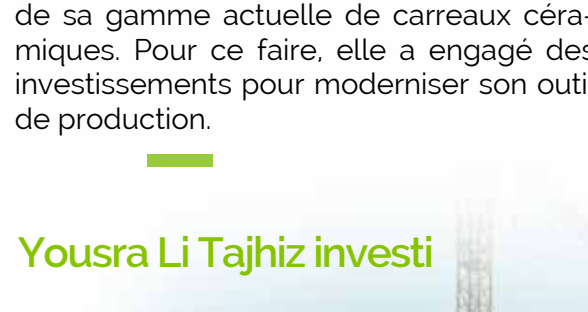 de sa gamme actuelle de carreaux céra-
miques. Pour ce faire, elle a engagé des
investissements pour moderniser son outi
de production.
Yousra Li Tajhiz investi